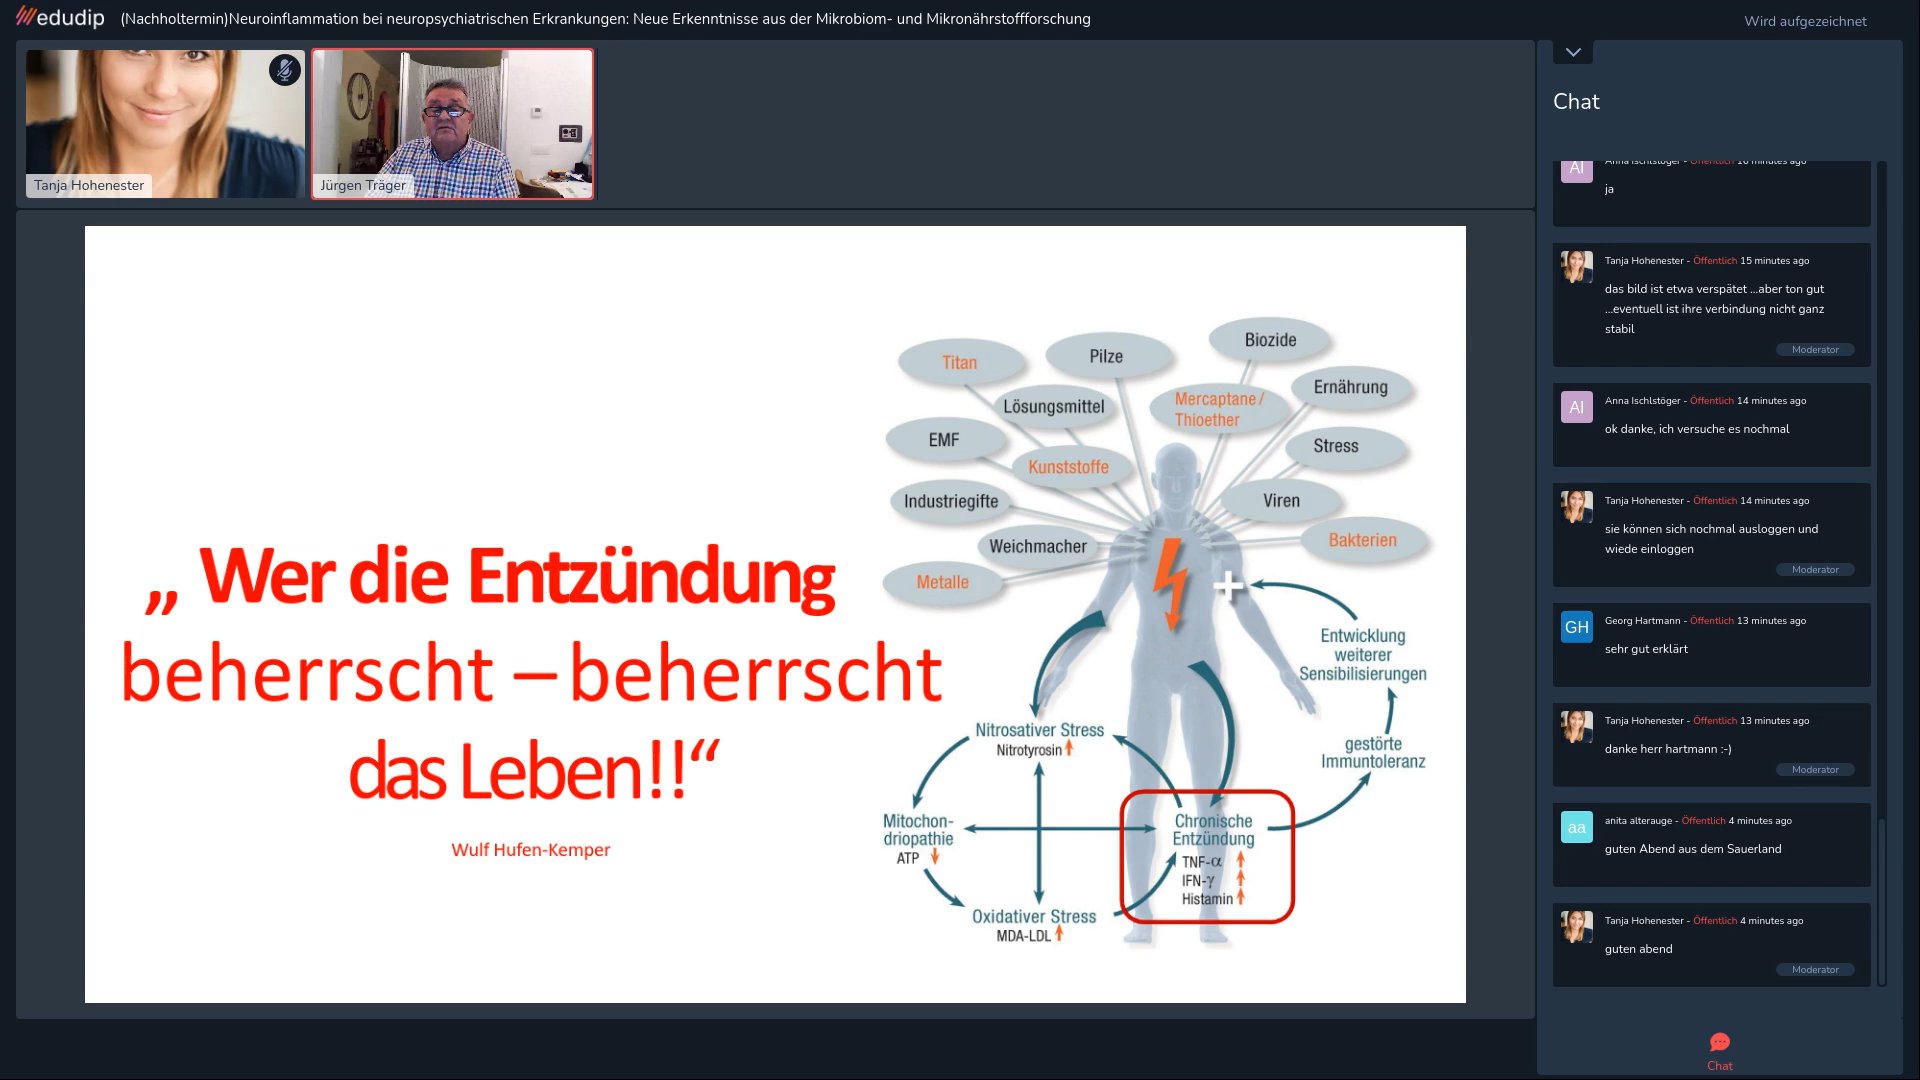 edudip
(Nachholtermin)Neuroinflammation bei neuropsychiatrischen Erkrankungen: Neue Erkenntnisse aus der Mikrobiom- und Mikronährstoffforschung
Wird aufgezeichnet
Tanja Hohenester
Jürgen Träger
„ Wer die Entzündung
beherrscht – beherrscht
das Leben!!“
Wulf Hufen-Kemper
Titan
Pilze
Biozide
Lösungsmittel
Mercaptane/
Thioether
Ernährung
EMF
Kunststoffe
Stress
Industriegifte
Viren
Weichmacher
Bakterien
Metalle
+
Entwicklung
weiterer
Sensibilisierungen
Nitrosativer Stress
Nitrotyrosin
gestörte
Immuntoleranz
Mitochon-
driopathie
ATP
Chronische
Entzündung
TNF-α
IFN-γ
Histamin
Oxidativer Stress
MDA-LDL
Chat
AI
Anna Ischlstöger - Öffentlich 16 minutes ago
ja
Tanja Hohenester - Öffentlich 15 minutes ago
das bild ist etwa verspätet ...aber ton gut
...eventuell ist ihre verbindung nicht ganz
stabil
Moderator
AI
Anna Ischlstöger - Öffentlich 14 minutes ago
ok danke, ich versuche es nochmal
Tanja Hohenester - Öffentlich 14 minutes ago
sie können sich nochmal ausloggen und
wiede einloggen
Moderator
GH
Georg Hartmann - Öffentlich 13 minutes ago
sehr gut erklärt
Tanja Hohenester - Öffentlich 13 minutes ago
danke herr hartmann :-)
Moderator
aa
anita alterauge - Öffentlich 4 minutes ago
guten Abend aus dem Sauerland
Tanja Hohenester - Öffentlich 4 minutes ago
guten abend
Moderator
Chat